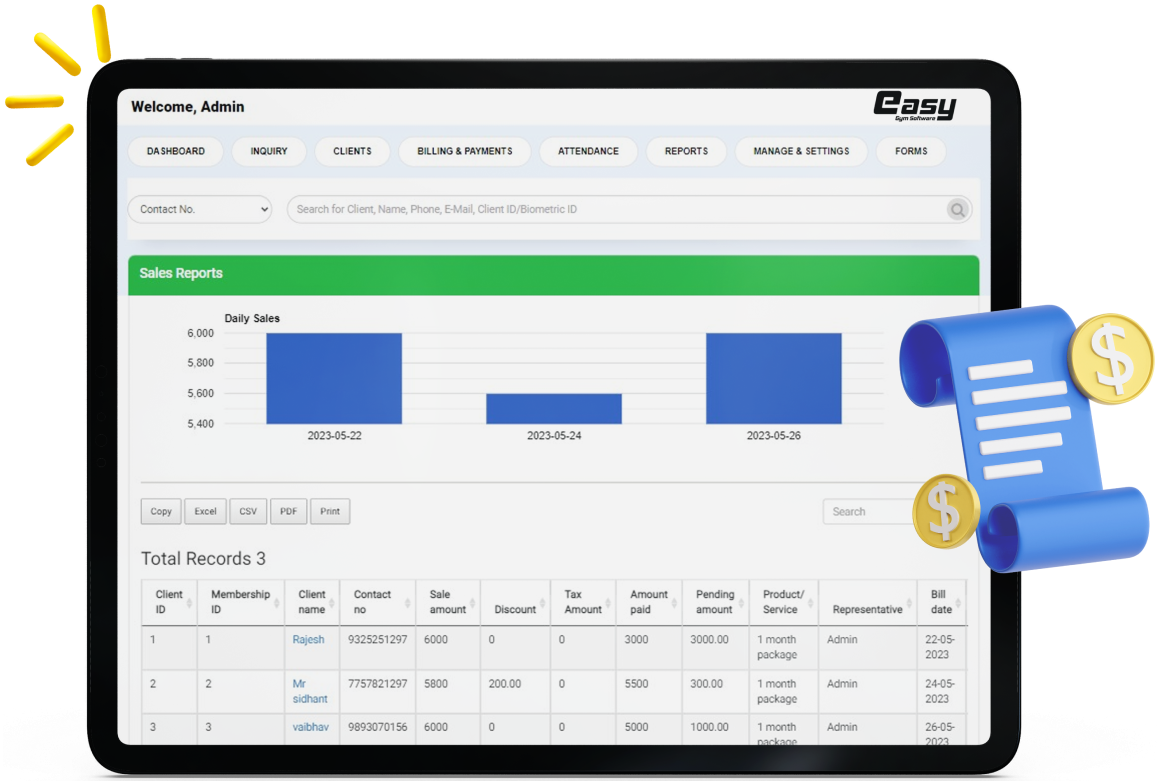 Welcome, Admin
easy
Gym Software
DASHBOARD INQUIRY CLIENTS BILLING & PAYMENTS ATTENDANCE REPORTS MANAGE & SETTINGS FORMS
Contact No. Search for Client, Name, Phone, E-Mail, Client ID/Biometric ID
Sales Reports
Daily Sales
6,000
5,800
5,600
5,400
2023-05-22 2023-05-24 2023-05-26
Copy Excel CSV PDF Print Search
Total Records 3
Client Membership Client Contact Sale Tax Amount Pending Product/ Bill
ID ID name no amount Discount Amount paid amount Service Representative date
1 1 Rajesh 9325251297 6000 0 0 3000 3000.00 1 month Admin 22-05-
package 2023
2 2 Mr 7757821297 5800 200.00 0 5500 300.00 1 month Admin 24-05-
sidhant package 2023
3 3 vaibhav 9893070156 6000 0 0 5000 1000.00 1 month Admin 26-05-
package 2023
$
$